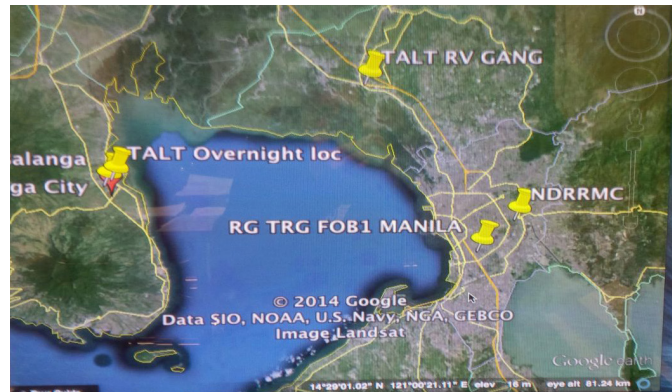 N
TALT RV GANG
alanga
TALT Overnight loc
ga City
NDRRMC
RG TRG FOB1 MANILA
© 2014 Google
Data SIO, NOAA, U.S. Navy, NGA, GEBCO
Image Landsat
Google earth
14°29'01.02" N 121°00'21.11" E elev 16 m eye alt 81.24 km